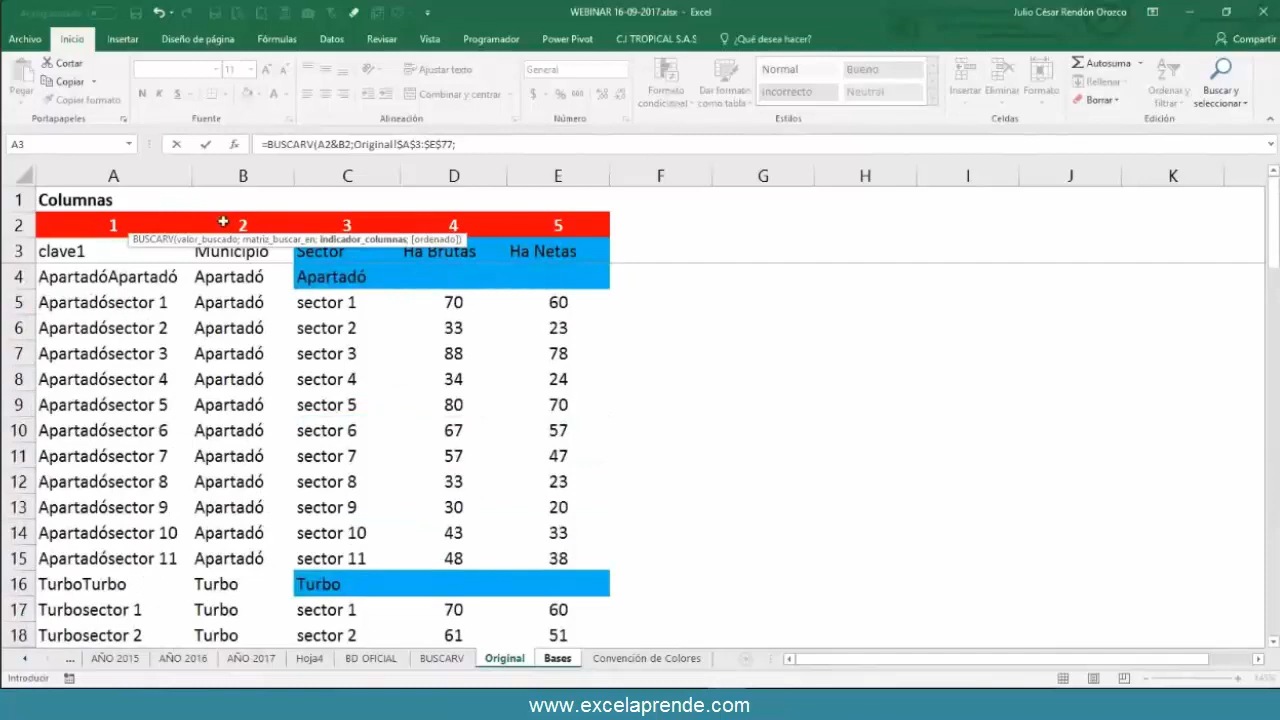 WEBINAR 16-09-2017.xlsx - Excel
Julio César Rendón Orozco
Archivo Inicio Insertar Diseño de página Fórmulas Datos Revisar Vista Programador Power Pivot C.I TROPICAL S.A.S ¿Qué desea hacer? Compartir
Pegar
Cortar
Copiar
Copiar formato
Portapapeles
11
N K S
Fuente
Ajustar texto
Combinar y centrar
Alineación
General
$ % 000
Número
Formato condicional
Dar formato como tabla
Normal Bueno
Incorrecto Neutral
Estilos
Insertar Eliminar Formato
Celdas
Autosuma
Rellenar
Borrar
Ordenar y filtrar
Buscar y seleccionar
Edición
A3 fx =BUSCARV(A2&B2;Original!$A$3:$E$77;
A B C D E F G H I J K
1 Columnas
2 1 2 3 4 5
BUSCARV(valor_buscado; matriz_buscar_en; indicador_columnas; [ordenado])
3 clave1 Municipio Sector Ha Brutas Ha Netas
4 ApartadóApartadó Apartadó Apartadó
5 Apartadósector 1 Apartadó sector 1 70 60
6 Apartadósector 2 Apartadó sector 2 33 23
7 Apartadósector 3 Apartadó sector 3 88 78
8 Apartadósector 4 Apartadó sector 4 34 24
9 Apartadósector 5 Apartadó sector 5 80 70
10 Apartadósector 6 Apartadó sector 6 67 57
11 Apartadósector 7 Apartadó sector 7 57 47
12 Apartadósector 8 Apartadó sector 8 33 23
13 Apartadósector 9 Apartadó sector 9 30 20
14 Apartadósector 10 Apartadó sector 10 43 33
15 Apartadósector 11 Apartadó sector 11 48 38
16 TurboTurbo Turbo Turbo
17 Turbosector 1 Turbo sector 1 70 60
18 Turbosector 2 Turbo sector 2 61 51
... AÑO 2015 AÑO 2016 AÑO 2017 Hoja4 BD OFICIAL BUSCARV Original Bases Convención de Colores
Introducir
www.excelaprende.com